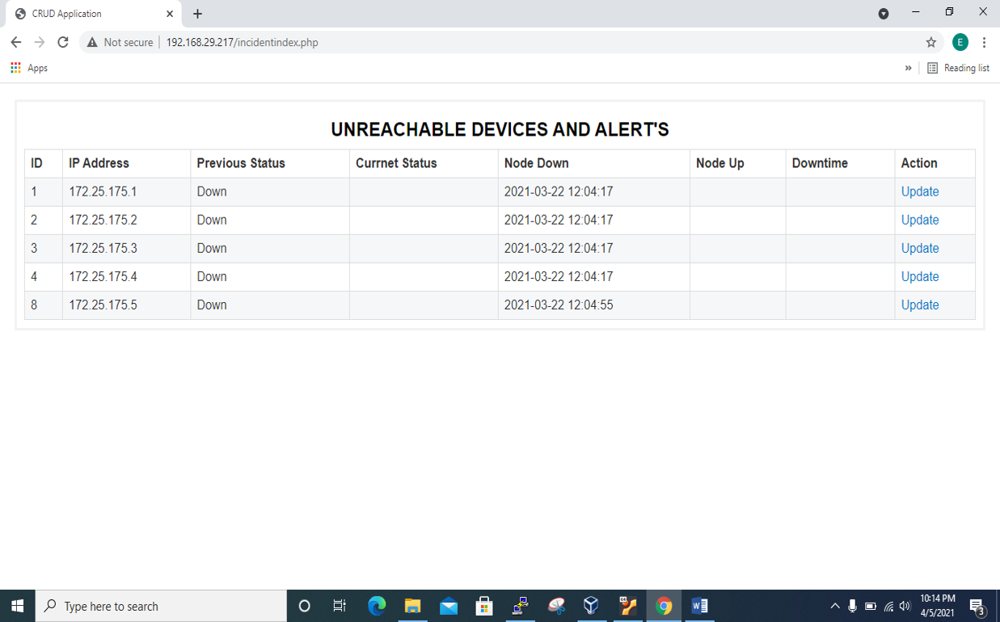 CRUD Application
Not secure 192.168.29.217/incidentindex.php E
Apps » Reading list
UNREACHABLE DEVICES AND ALERT'S
ID IP Address Previous Status Currnet Status Node Down Node Up Downtime Action
1 172.25.175.1 Down 2021-03-22 12:04:17 Update
2 172.25.175.2 Down 2021-03-22 12:04:17 Update
3 172.25.175.3 Down 2021-03-22 12:04:17 Update
4 172.25.175.4 Down 2021-03-22 12:04:17 Update
8 172.25.175.5 Down 2021-03-22 12:04:55 Update
Type here to search
10:14 PM
4/5/2021
3